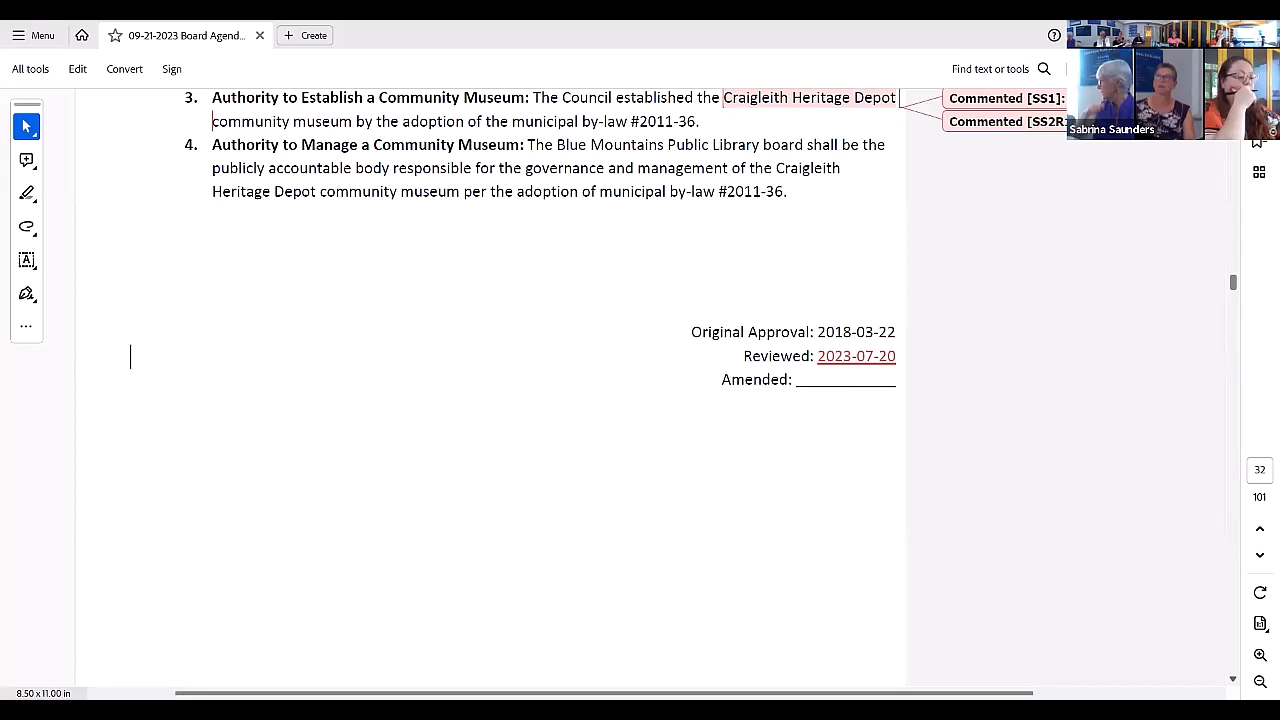 Menu
09-21-2023 Board Agend...
Create
All tools
Edit
Convert
Sign
Find text or tools
3. Authority to Establish a Community Museum: The Council established the Craigleith Heritage Depot
community museum by the adoption of the municipal by-law #2011-36.
4. Authority to Manage a Community Museum: The Blue Mountains Public Library board shall be the
publicly accountable body responsible for the governance and management of the Craigleith
Heritage Depot community museum per the adoption of municipal by-law #2011-36.
Commented [SS1]:
Commented [SS2R
Sabrina Saunders
Original Approval: 2018-03-22
Reviewed: 2023-07-20
Amended: ____________
32
101
8.50 x 11.00 in